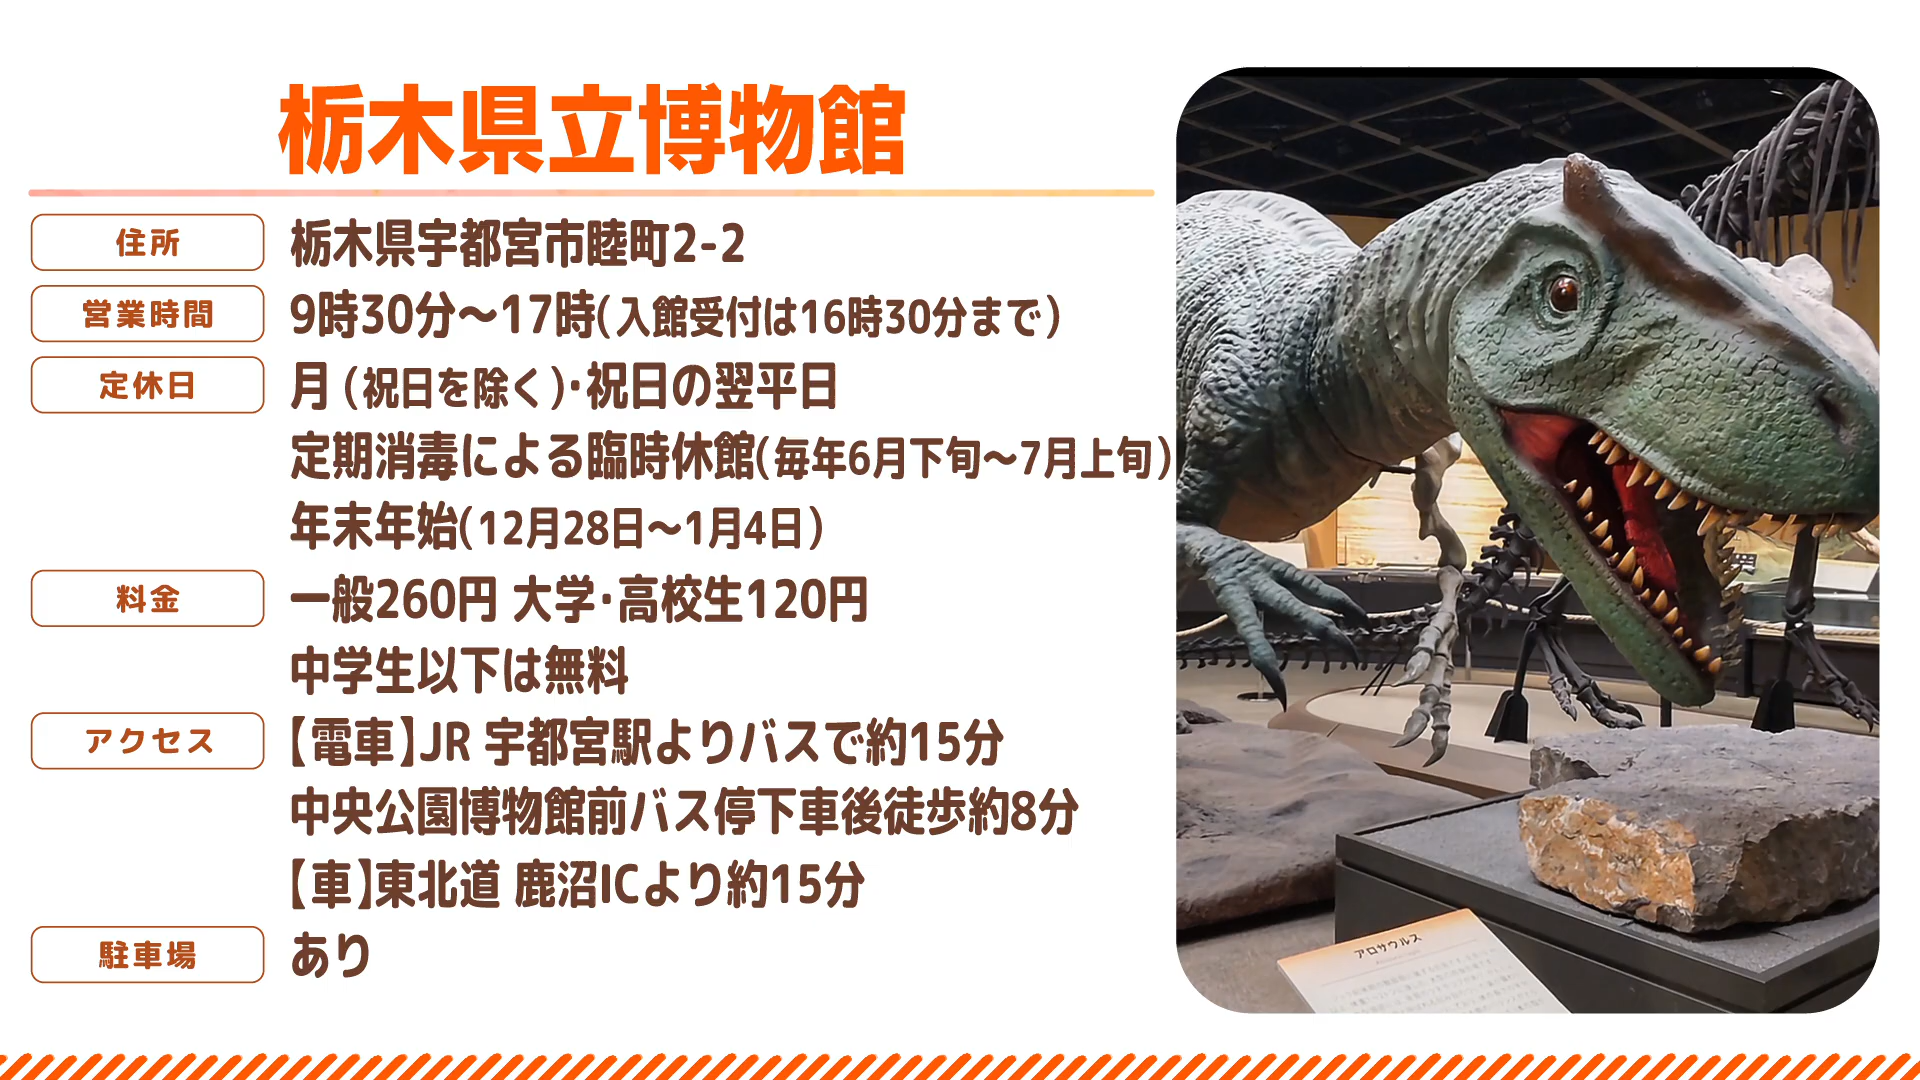 栃木県立博物館
住所
栃木県宇都宮市睦町2-2
営業時間
9時30分〜17時(入館受付は16時30分まで)
定休日
月(祝日を除く)・祝日の翌平日
定期消毒による臨時休館(毎年6月下旬〜7月上旬)
年末年始(12月28日〜1月4日)
料金
一般260円 大学・高校生120円
中学生以下は無料
アクセス
【電車】JR 宇都宮駅よりバスで約15分
中央公園博物館前バス停下車後徒歩約8分
【車】東北道 鹿沼ICより約15分
駐車場
あり
アロサウルス